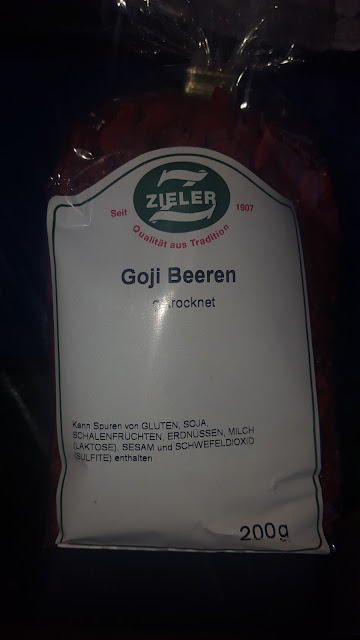 ZIELER
Seit 1907
Qualität aus Tradition
Goji Beeren
getrocknet
Kann Spuren von GLUTEN, SOJA,
SCHALENFRÜCHTEN, ERDNÜSSEN, MILCH
(LAKTOSE), SESAM und SCHWEFELDIOXID
(SULFITE) enthalten
200g